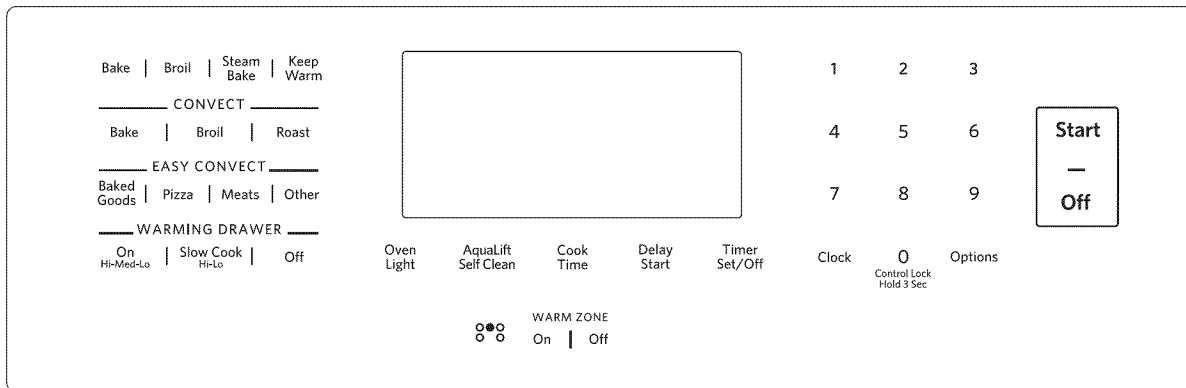 Bake | Broil | Steam Bake | Keep Warm
CONVECT
Bake | Broil | Roast
EASY CONVECT
Baked Goods | Pizza | Meats | Other
WARMING DRAWER
On Hi-Med-Lo | Slow Cook Hi-Lo | Off
Oven Light
AquaLift Self Clean
Cook Time
Delay Start
Timer Set/Off
WARM ZONE
On | Off
1 2 3
4 5 6
7 8 9
Clock 0 Options
Control Lock
Hold 3 Sec
Start
–
Off